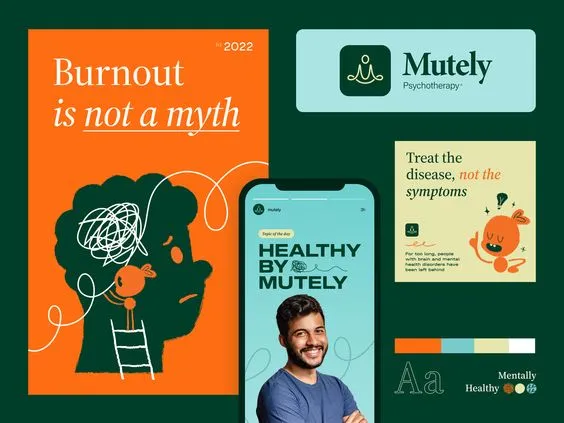 2022
Burnout
is not a myth
Mutely
Psychotherapy
Treat the
disease, not the
symptoms
For too long, people
with brain and mental
health disorders have
been left behind
mutely
Topic of the day
HEALTHY
BY
MUTELY
Aa
Mentally
Healthy